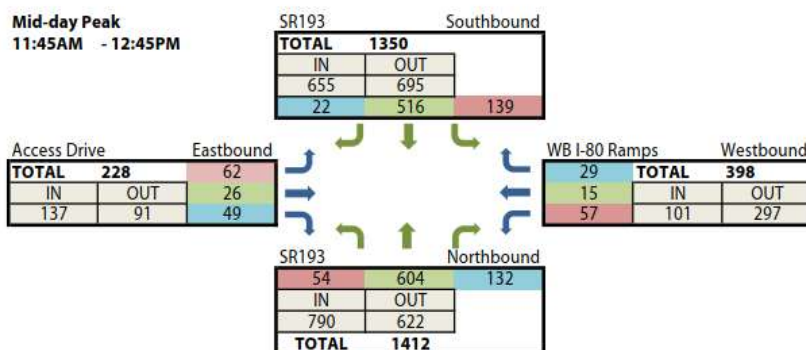 Mid-day Peak
11:45AM - 12:45PM
SR193 Southbound
TOTAL 1350
IN OUT
655 695
22 516 139
Access Drive Eastbound
TOTAL 228 62
IN OUT 26
137 91 49
WB I-80 Ramps Westbound
29 TOTAL 398
15 IN OUT
57 101 297
SR193 Northbound
54 604 132
IN OUT
790 622
TOTAL 1412